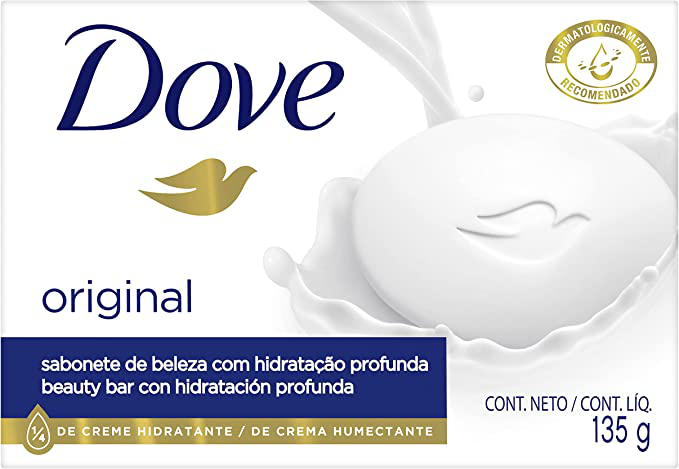 Dove
DERMATOLOGICAMENTE
RECOMENDADO
original
sabonete de beleza com hidratação profunda
beauty bar con hidratación profunda
1/4 DE CREME HIDRATANTE / DE CREMA HUMECTANTE
CONT. NETO / CONT. LÍQ.
135 g